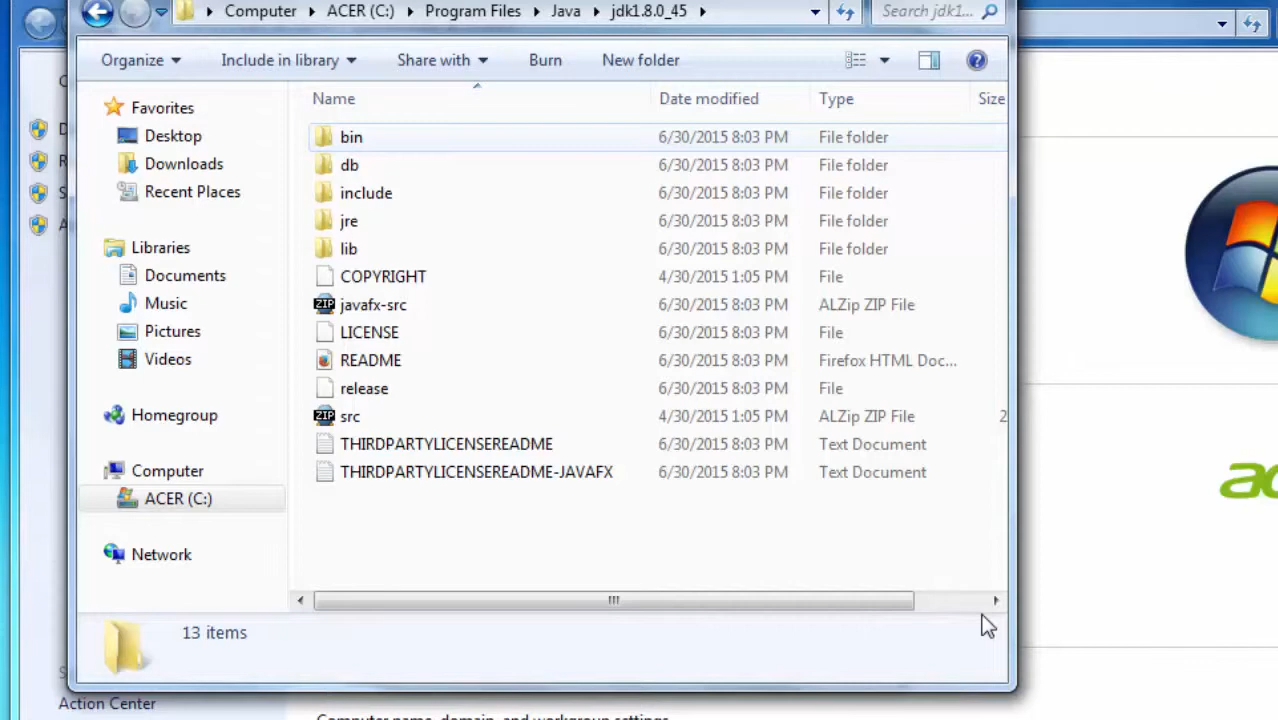 Computer ACER (C:) Program Files Java jdk1.8.0_45 Search jdk1...
Organize Include in library Share with Burn New folder
Name Date modified Type Size
Favorites
Desktop
Downloads
Recent Places
Libraries
Documents
Music
Pictures
Videos
Homegroup
Computer
ACER (C:)
Network
bin 6/30/2015 8:03 PM File folder
db 6/30/2015 8:03 PM File folder
include 6/30/2015 8:03 PM File folder
jre 6/30/2015 8:03 PM File folder
lib 6/30/2015 8:03 PM File folder
COPYRIGHT 4/30/2015 1:05 PM File
javafx-src 6/30/2015 8:03 PM ALZip ZIP File
LICENSE 6/30/2015 8:03 PM File
README 6/30/2015 8:03 PM Firefox HTML Doc...
release 6/30/2015 8:03 PM File
src 4/30/2015 1:05 PM ALZip ZIP File 2
THIRDPARTYLICENSEREADME 6/30/2015 8:03 PM Text Document
THIRDPARTYLICENSEREADME-JAVAFX 6/30/2015 8:03 PM Text Document
13 items
Action Center
Computer name, domain, and workgroup settings